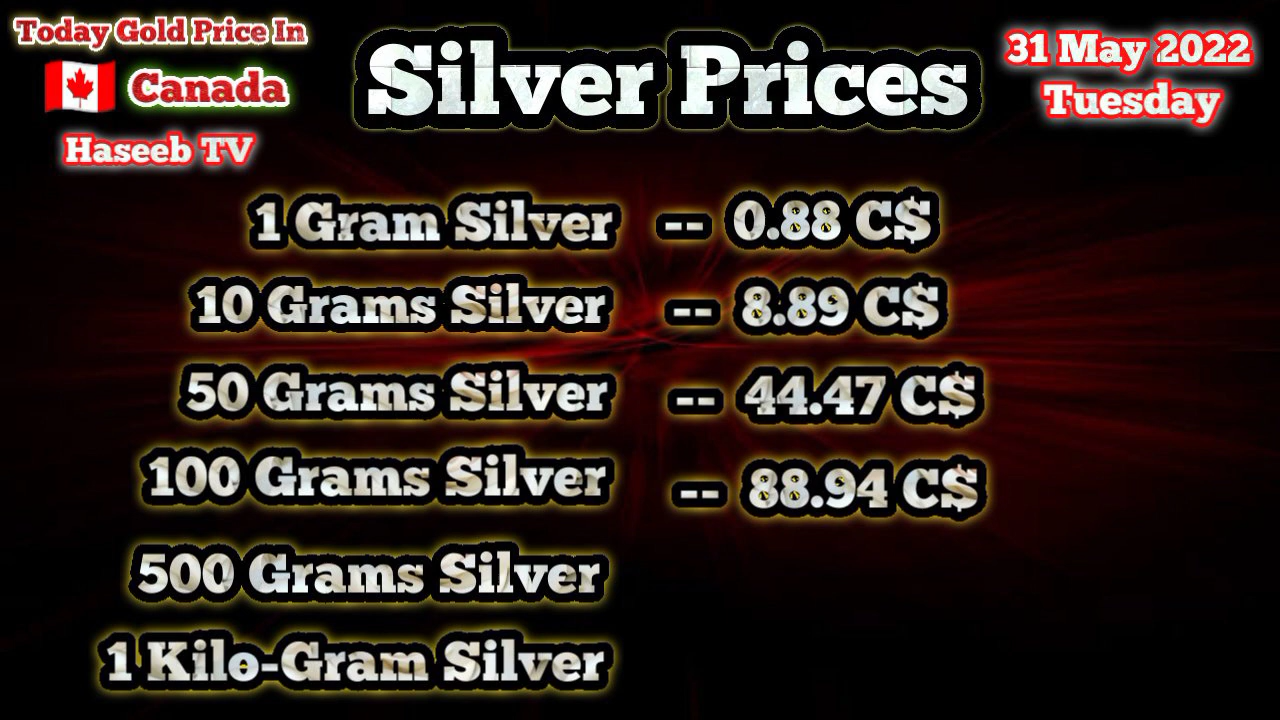 Today Gold Price In
Canada
Haseeb TV
Silver Prices
31 May 2022
Tuesday
1 Gram Silver -- 0.88 C$
10 Grams Silver -- 8.89 C$
50 Grams Silver -- 44.47 C$
100 Grams Silver -- 88.94 C$
500 Grams Silver
1 Kilo-Gram Silver